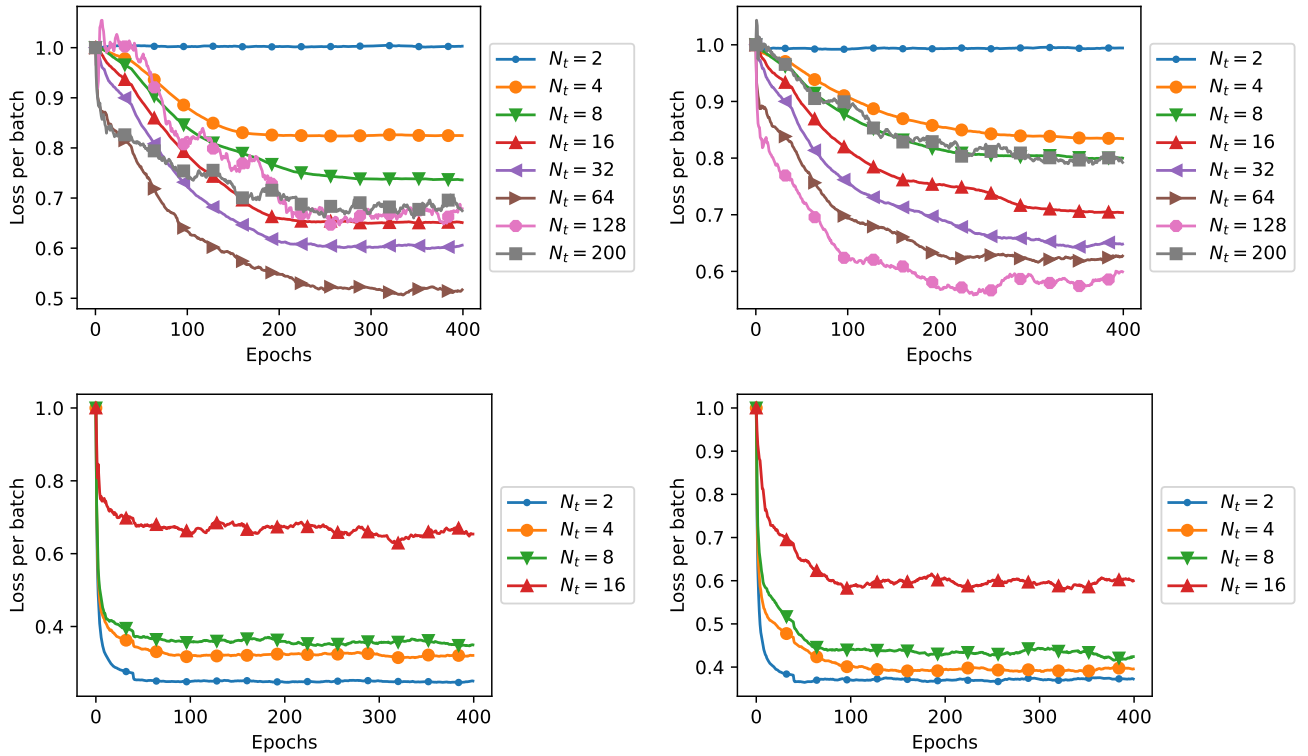 Loss per batch
1.0
0.9
0.8
0.7
0.6
0.5
0 100 200 300 400
Epochs
N_t = 2
N_t = 4
N_t = 8
N_t = 16
N_t = 32
N_t = 64
N_t = 128
N_t = 200
Loss per batch
1.0
0.9
0.8
0.7
0.6
0 100 200 300 400
Epochs
N_t = 2
N_t = 4
N_t = 8
N_t = 16
N_t = 32
N_t = 64
N_t = 128
N_t = 200
Loss per batch
1.0
0.8
0.6
0.4
0 100 200 300 400
Epochs
N_t = 2
N_t = 4
N_t = 8
N_t = 16
Loss per batch
1.0
0.9
0.8
0.7
0.6
0.5
0.4
0 100 200 300 400
Epochs
N_t = 2
N_t = 4
N_t = 8
N_t = 16